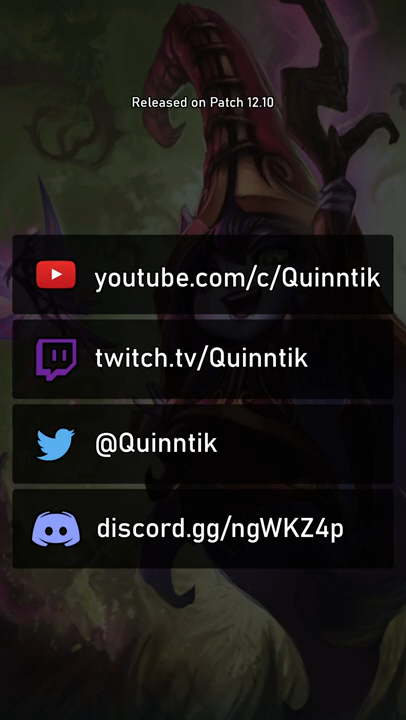 Released on Patch 12.10
youtube.com/c/Quinntik
twitch.tv/Quinntik
@Quinntik
discord.gg/ngWKZ4p